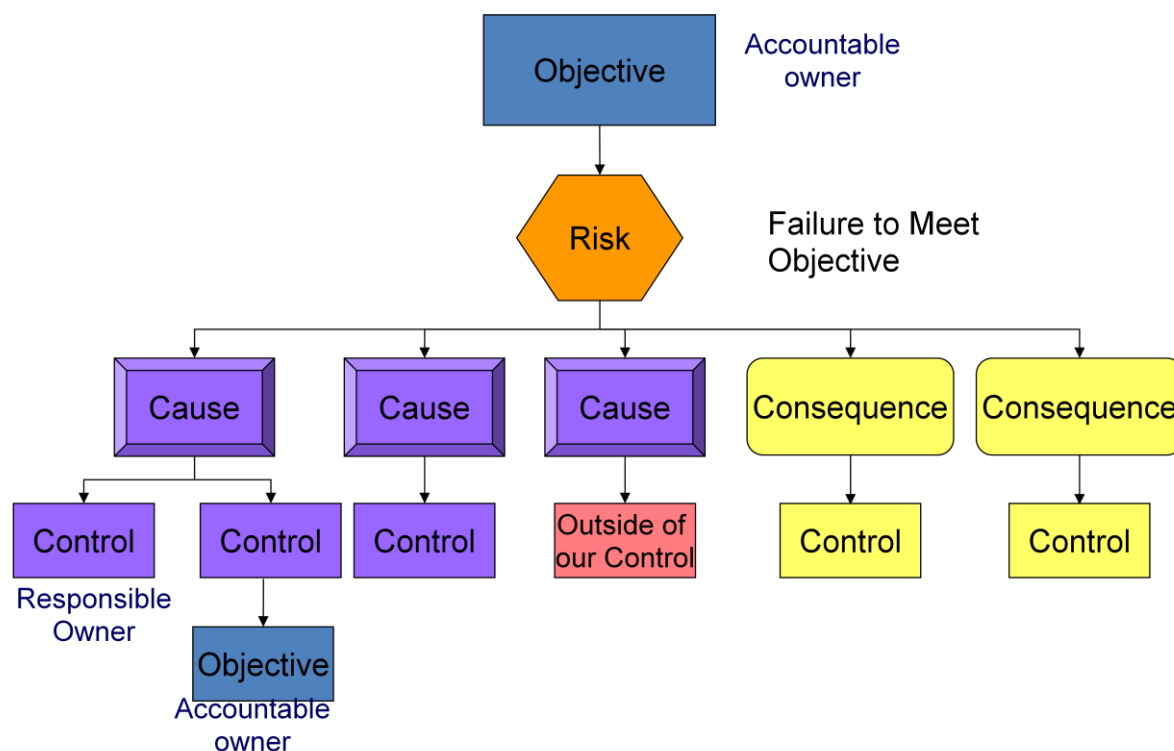 Objective
Accountable
owner
Risk
Failure to Meet
Objective
Cause
Cause
Cause
Consequence
Consequence
Control
Control
Control
Outside of
our Control
Control
Control
Responsible
Owner
Objective
Accountable
owner